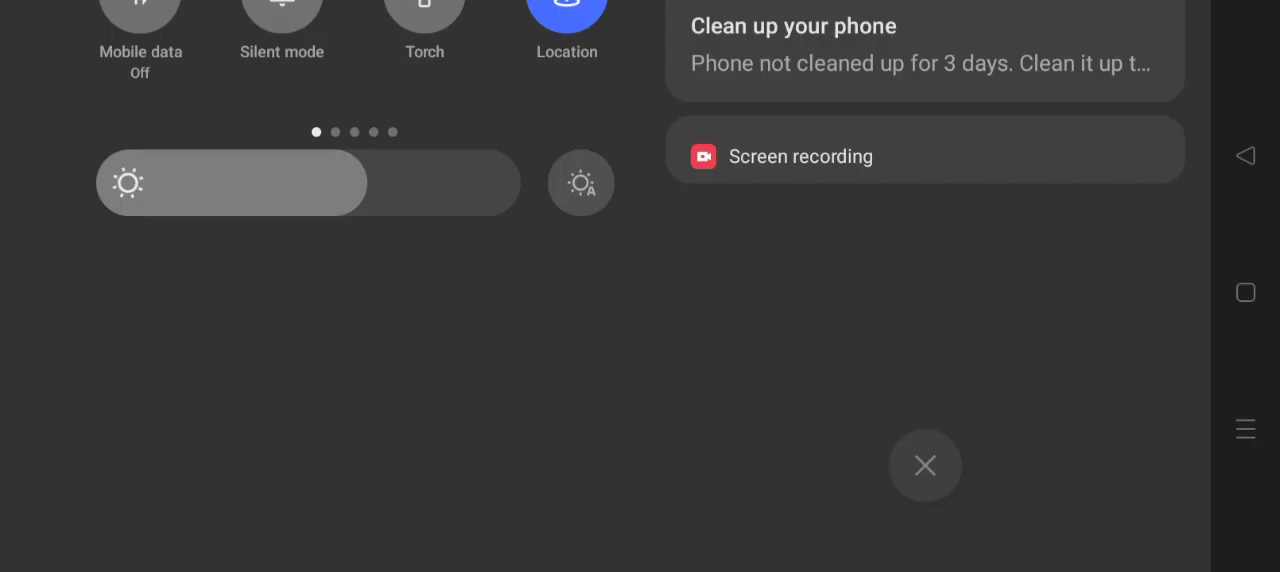 Mobile data
Off
Silent mode
Torch
Location
A
Clean up your phone
Phone not cleaned up for 3 days. Clean it up t...
Screen recording